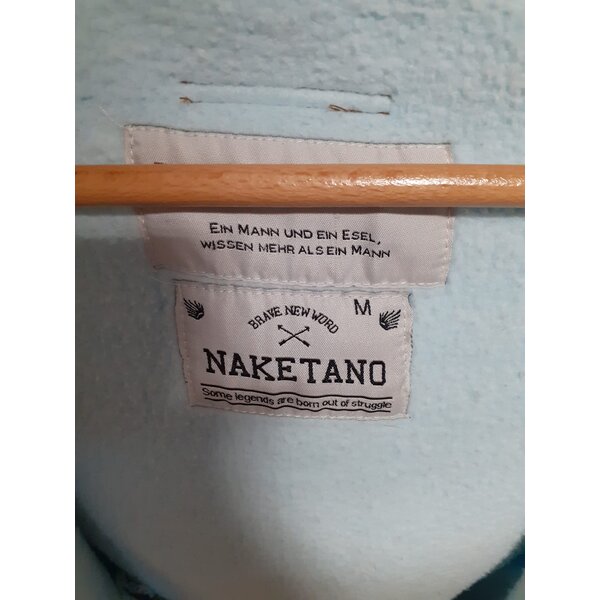 EIN MANN UND EIN ESEL,
WISSEN MEHR ALS EIN MANN
M
BRAVE NEW WORD
NAKETANO
Some legends are born out of struggle